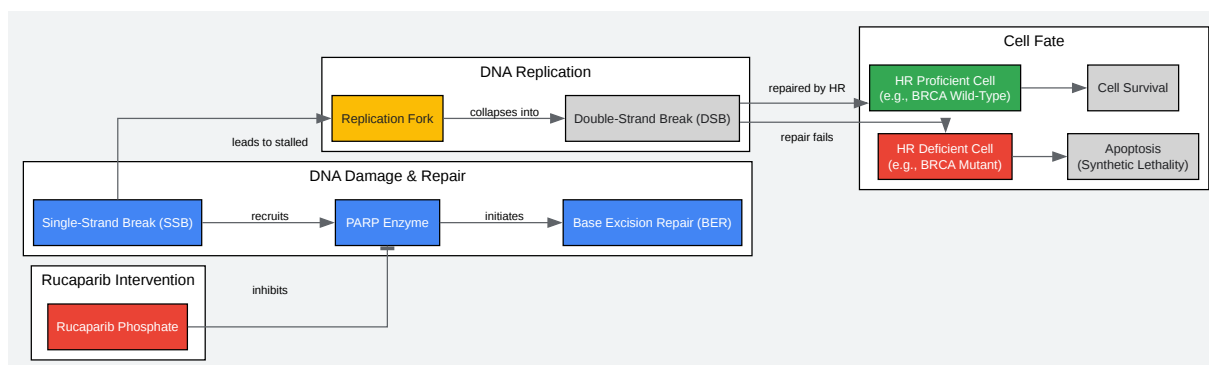 Cell Fate
DNA Replication
HR Proficient Cell
(e.g., BRCA Wild-Type)
Cell Survival
repaired by HR
Replication Fork
collapses into
Double-Strand Break (DSB)
leads to stalled
repair fails
HR Deficient Cell
(e.g., BRCA Mutant)
Apoptosis
(Synthetic Lethality)
DNA Damage & Repair
Single-Strand Break (SSB)
recruits
PARP Enzyme
initiates
Base Excision Repair (BER)
Rucaparib Intervention
inhibits
Rucaparib Phosphate